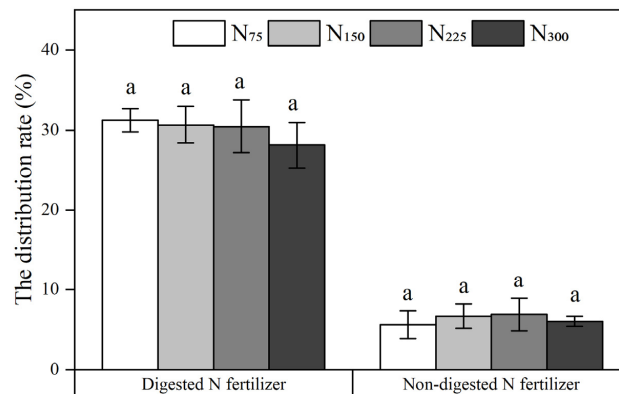 The distribution rate (%)
40
30
20
10
0
N75 N150 N225 N300
a a a a
a a a a
Digested N fertilizer Non-digested N fertilizer